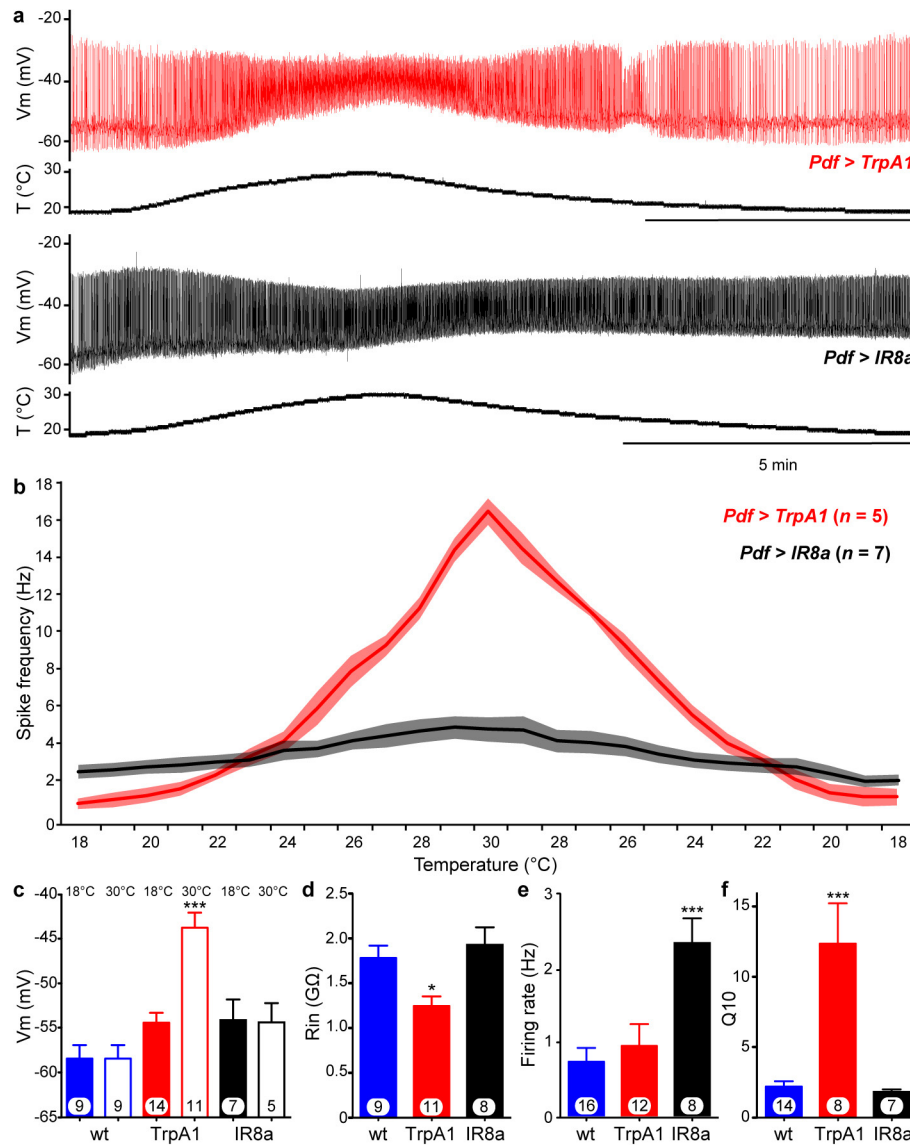 a
-20
-40
-60
Vm (mV)
Pdf > TrpA1
30
20
T (°C)
-20
-40
-60
Vm (mV)
Pdf > IR8a
30
20
T (°C)
5 min
b
18
16
14
12
10
8
6
4
2
0
Spike frequency (Hz)
Pdf > TrpA1 (n = 5)
Pdf > IR8a (n = 7)
18 20 22 24 26 28 30 28 26 24 22 20 18
Temperature (°C)
c
18°C 30°C 18°C 30°C 18°C 30°C
***
-40
-45
-50
-55
-60
-65
Vm (mV)
9 9 14 11 7 5
wt TrpA1 IR8a
d
2.5
2.0
1.5
1.0
0.5
0
Rin (GΩ)
*
9 11 8
wt TrpA1 IR8a
e
3
2
1
0
Firing rate (Hz)
***
16 12 8
wt TrpA1 IR8a
f
15
10
5
0
Q10
***
14 8 7
wt TrpA1 IR8a